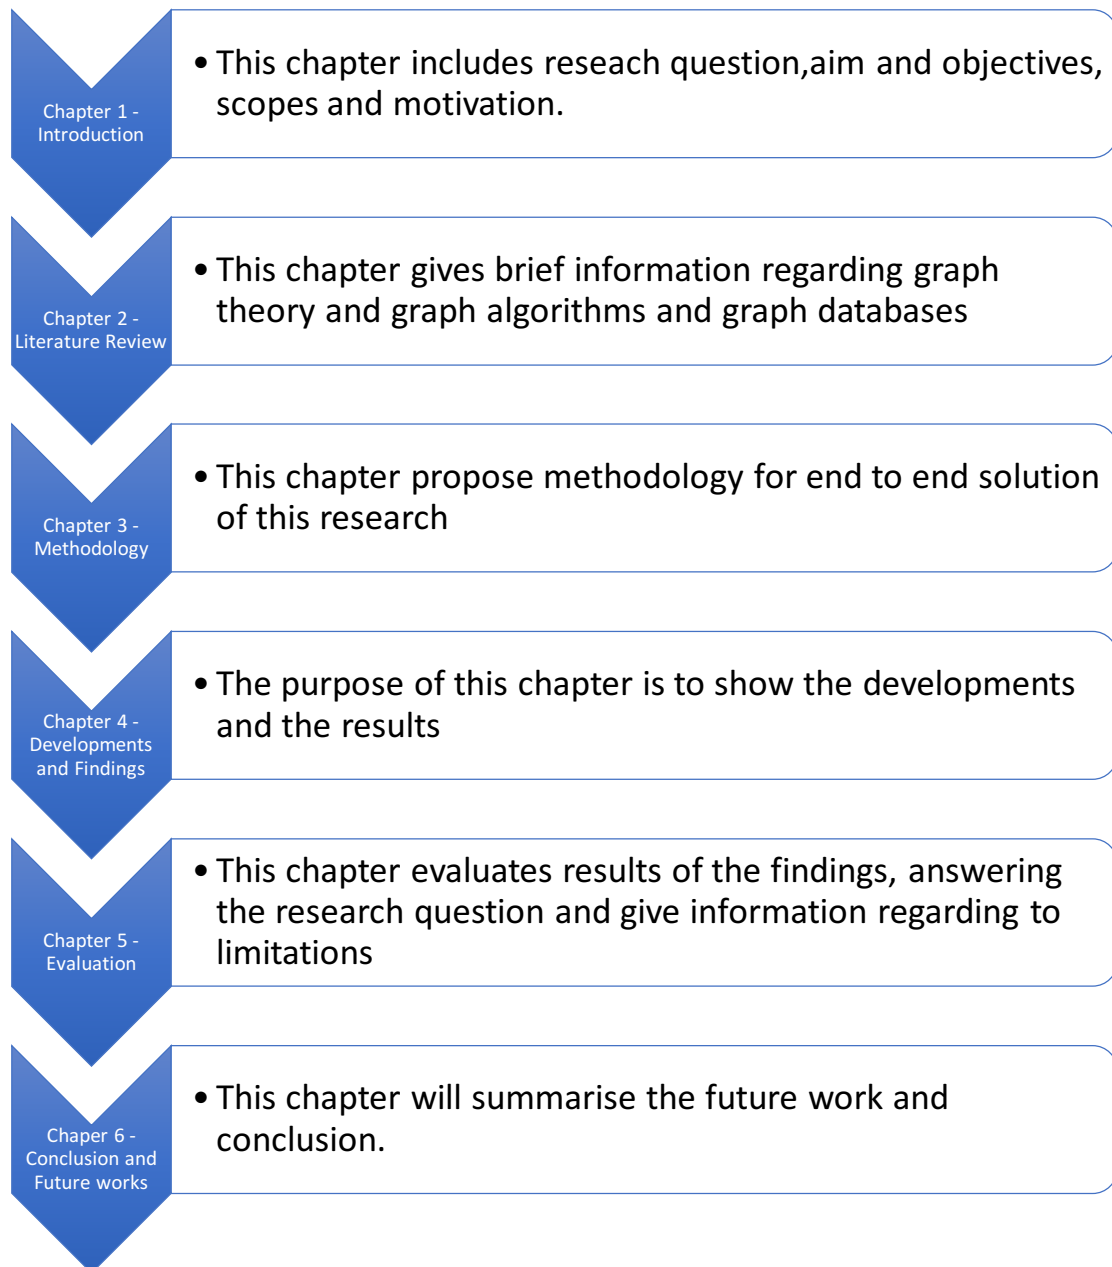 Chapter 1 -
Introduction
• This chapter includes reseach question,aim and objectives,
scopes and motivation.
Chapter 2 -
Literature Review
• This chapter gives brief information regarding graph
theory and graph algorithms and graph databases
Chapter 3 -
Methodology
• This chapter propose methodology for end to end solution
of this research
Chapter 4 -
Developments
and Findings
• The purpose of this chapter is to show the developments
and the results
Chapter 5 -
Evaluation
• This chapter evaluates results of the findings, answering
the research question and give information regarding to
limitations
Chaper 6 -
Conclusion and
Future works
• This chapter will summarise the future work and
conclusion.